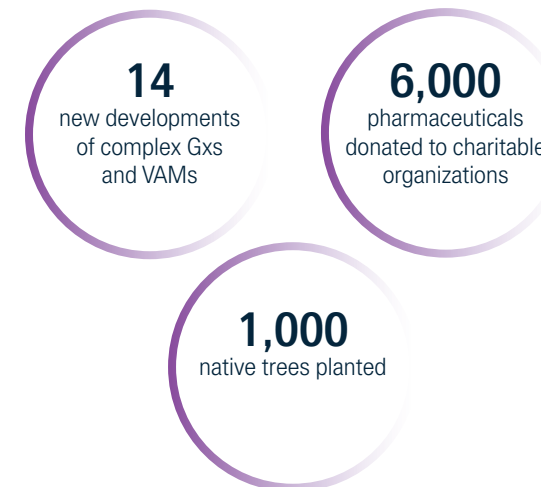 14
new developments
of complex Gxs
and VAMs
6,000
pharmaceuticals
donated to charitable
organizations
1,000
native trees planted